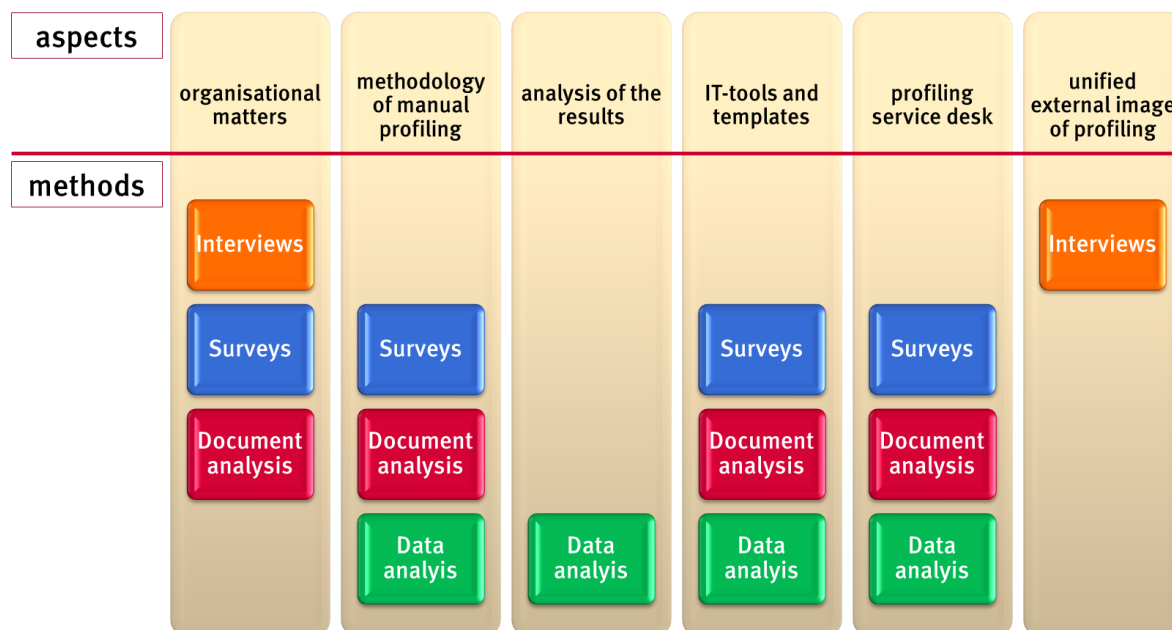 aspects
organisational
matters
methodology
of manual
profiling
analysis of the
results
IT-tools and
templates
profiling
service desk
unified
external image
of profiling
methods
Interviews
Interviews
Surveys
Surveys
Surveys
Surveys
Document
analysis
Document
analysis
Document
analysis
Document
analysis
Data
analyis
Data
analyis
Data
analyis
Data
analyis